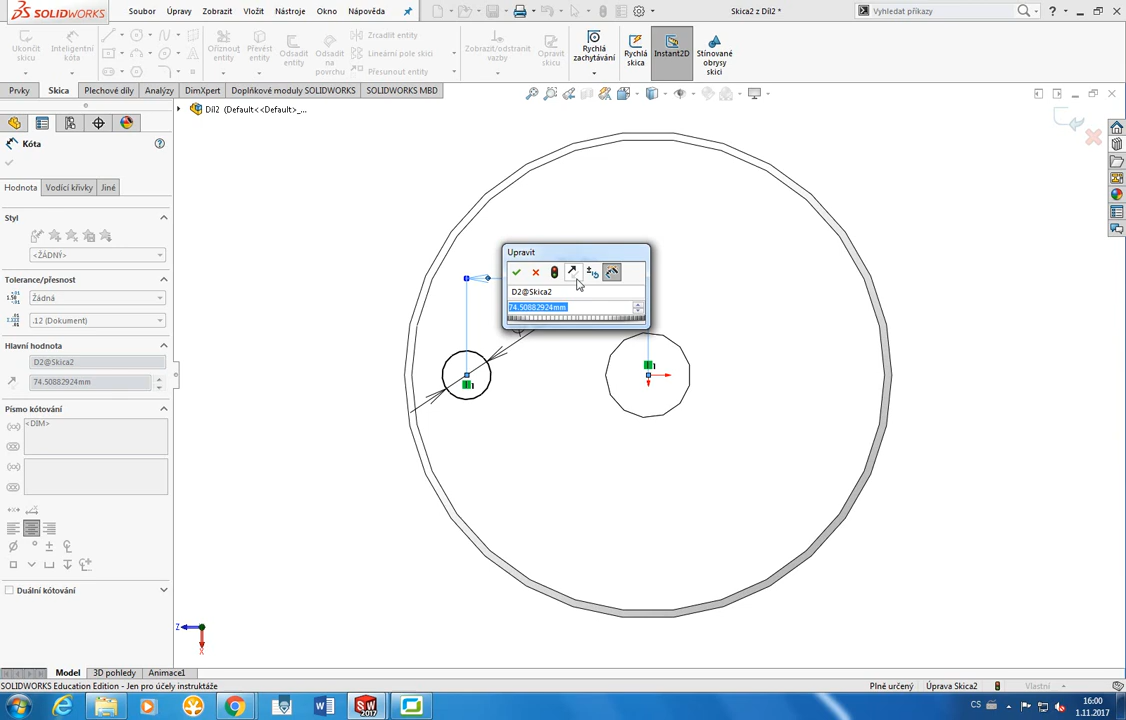 SOLIDWORKS
Soubor Úpravy Zobrazit Vložit Nástroje Okno Nápověda
Skica2 z Díl2 *
Vyhledat příkazy
Ukončit skicu
Inteligentní kóta
Oříznout entity
Převést entity
Odsadit entity
Odsadit na povrchu
Zrcadlit entity
Lineární pole skici
Přesunout entity
Zobrazit/odstranit vazby
Opravit skicu
Rychlá zachytávání
Rychlá skica
Instant2D
Stínované obrysy skici
Prvky Skica Plechové díly Analýzy DimXpert Doplňkové moduly SOLIDWORKS SOLIDWORKS MBD
Díl2 (Default<<Default>_...
Kóta
Hodnota Vodící křivky Jiné
Styl
<ŽÁDNÝ>
Tolerance/přesnost
Žádná
.12 (Dokument)
Hlavní hodnota
D2@Skica2
74.50882924mm
Písmo kótování
<DIM>
Duální kótování
Upravit
D2@Skica2
74.50882924mm
Z
X
Model 3D pohledy Animace1
SOLIDWORKS Education Edition - Jen pro účely instruktáže
Plně určený Úprava Skica2 Vlastní
CS
16:00
1.11.2017